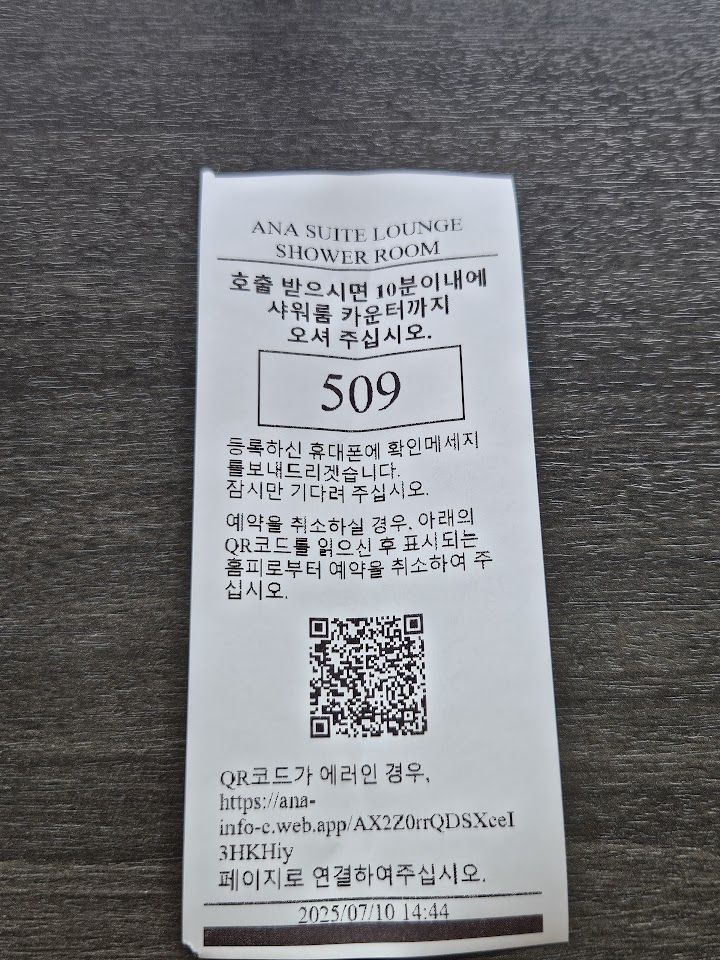 ANA SUITE LOUNGE
SHOWER ROOM
호출 받으시면 10분이내에
샤워룸 카운터까지
오셔 주십시오.
509
등록하신 휴대폰에 확인메세지
를보내드리겟습니다.
잠시만 기다려 주십시오.
예약을 취소하실 경우. 아래의
QR코드를 읽으신 후 표시되는
홈피로부터 예약을 취소하여 주
십시오.
QR코드가 에러인 경우,
https://ana-
info-c.web.app/AX2Z0rrQDSXceI
3HKHiy
페이지로 연결하여주십시오.
2025/07/10 14:44